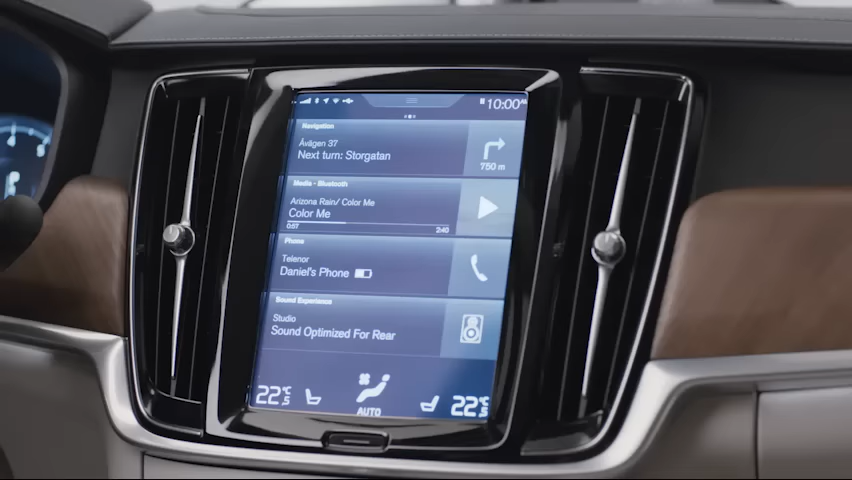 10:00
Navigation
Åvägen 37
Next turn: Storgatan
750 m
Media - Bluetooth
Arizona Rain/ Color Me
Color Me
0:57 2:40
Phone
Telenor
Daniel's Phone
Sound Experience
Studio
Sound Optimized For Rear
22°C
AUTO
22°C